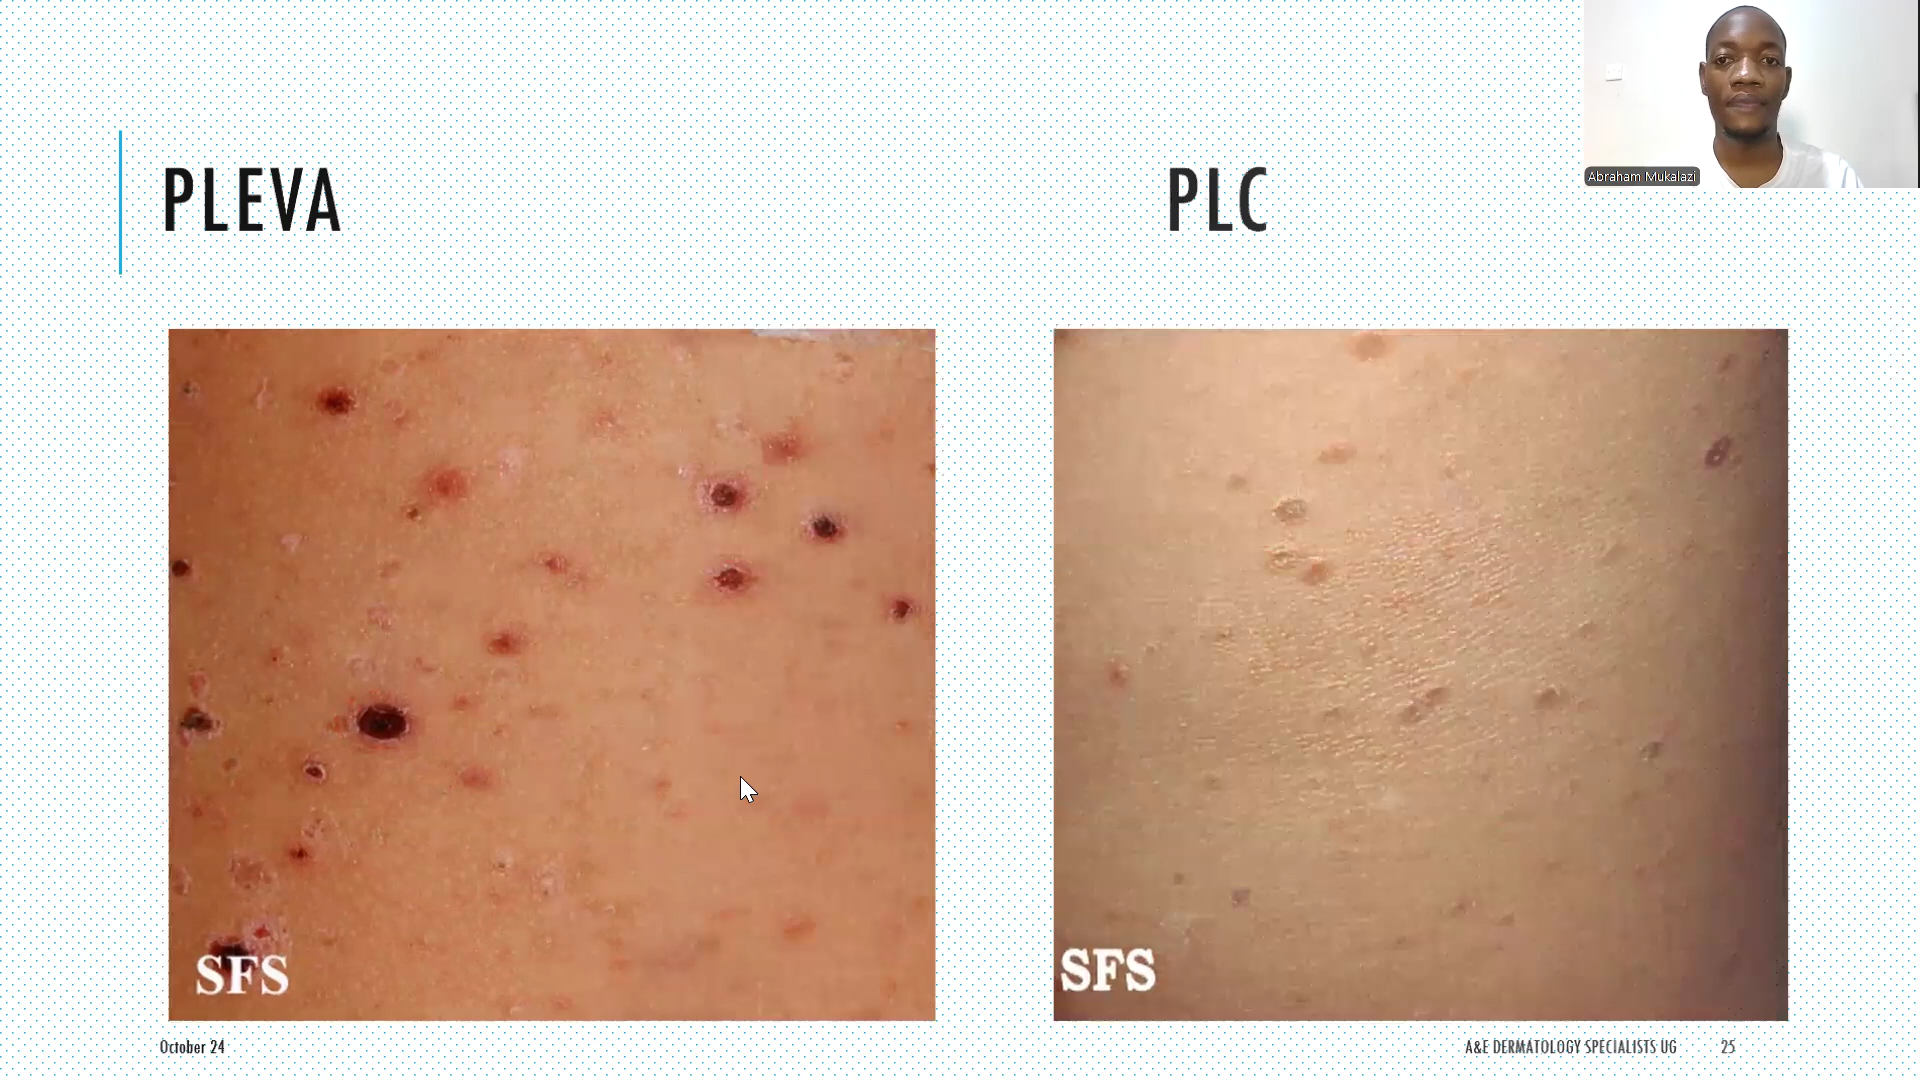 PLEVA
PLC
Abraham Mukalazi
SFS
SFS
October 24
A&E DERMATOLOGY SPECIALISTS UG
25